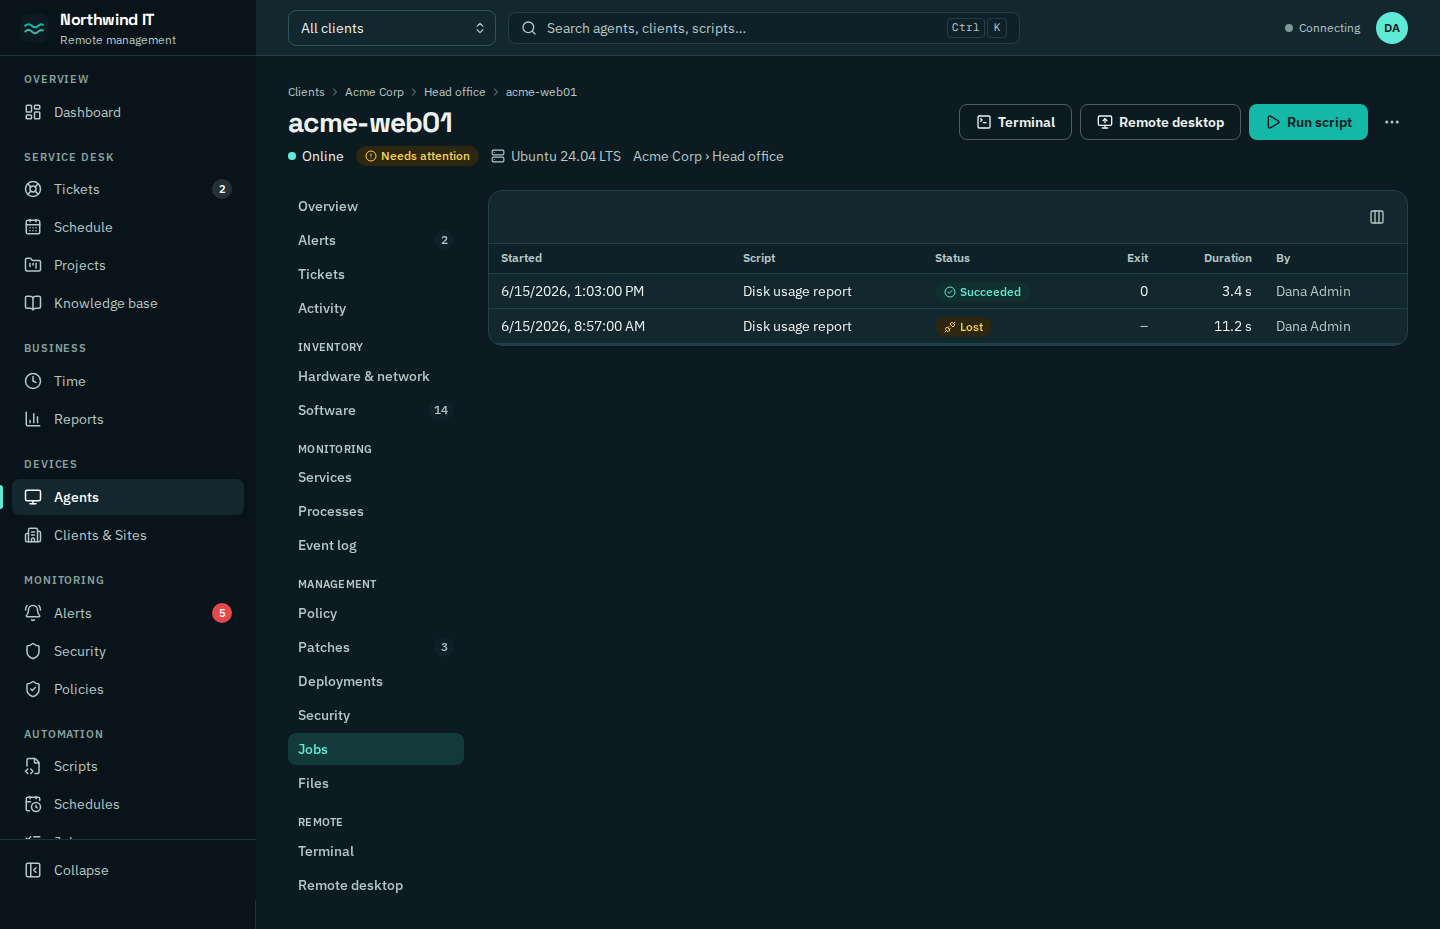 Northwind IT
Remote management
All clients
Search agents, clients, scripts...
Ctrl K
Connecting
DA
OVERVIEW
Dashboard
SERVICE DESK
Tickets 2
Schedule
Projects
Knowledge base
BUSINESS
Time
Reports
DEVICES
Agents
Clients & Sites
MONITORING
Alerts 5
Security
Policies
AUTOMATION
Scripts
Schedules
Collapse
Clients > Acme Corp > Head office > acme-web01
acme-web01
Terminal
Remote desktop
Run script
Online
Needs attention
Ubuntu 24.04 LTS
Acme Corp › Head office
Overview
Alerts 2
Tickets
Activity
INVENTORY
Hardware & network
Software 14
MONITORING
Services
Processes
Event log
MANAGEMENT
Policy
Patches 3
Deployments
Security
Jobs
Files
REMOTE
Terminal
Remote desktop
Started Script Status Exit Duration By
6/15/2026, 1:03:00 PM Disk usage report Succeeded 0 3.4 s Dana Admin
6/15/2026, 8:57:00 AM Disk usage report Lost – 11.2 s Dana Admin